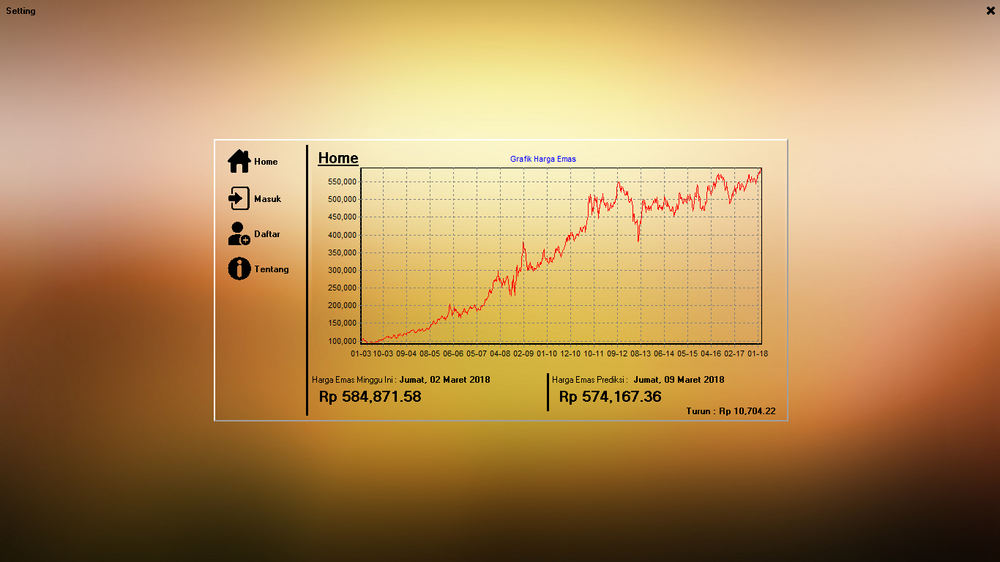 Setting
Home
Masuk
Daftar
Tentang
Home
Grafik Harga Emas
550,000
500,000
450,000
400,000
350,000
300,000
250,000
200,000
150,000
100,000
01-03 10-03 09-04 08-05 06-06 05-07 04-08 02-09 01-10 12-10 10-11 09-12 08-13 06-14 05-15 04-16 02-17 01-18
Harga Emas Minggu Ini : Jumat, 02 Maret 2018
Rp 584,871.58
Harga Emas Prediksi : Jumat, 09 Maret 2018
Rp 574,167.36
Turun : Rp 10,704.22